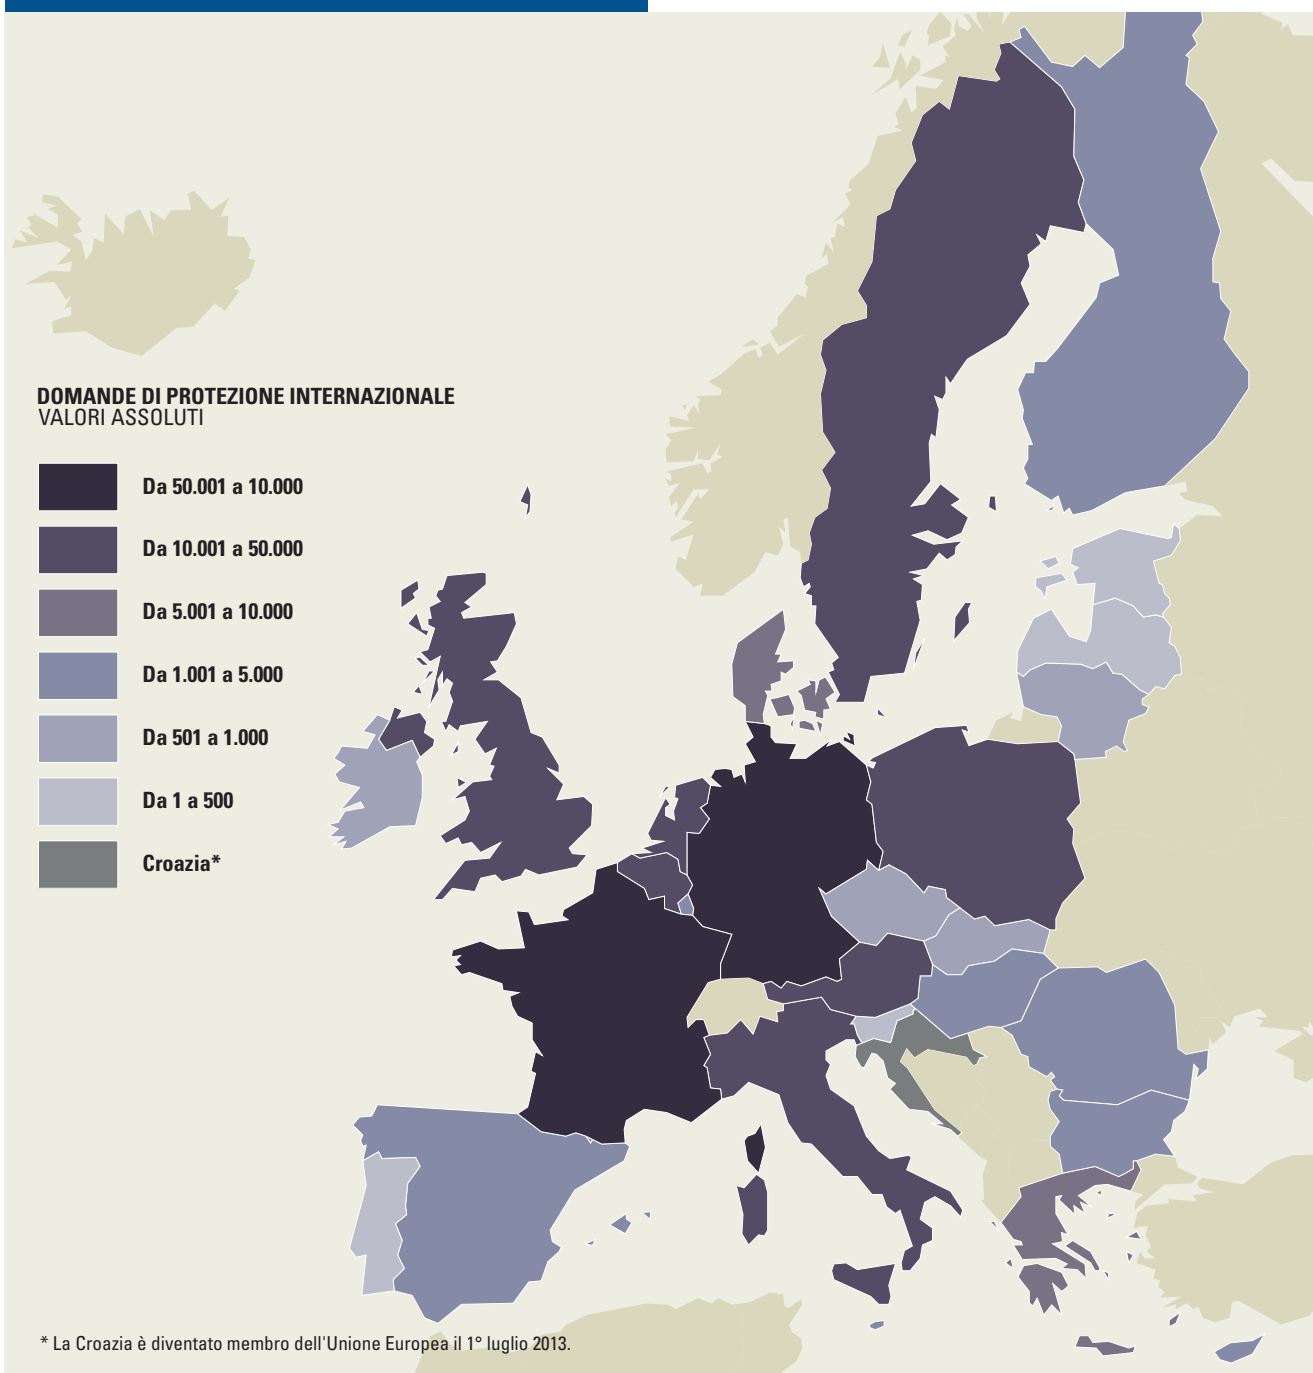 DOMANDE DI PROTEZIONE INTERNAZIONALE
VALORI ASSOLUTI
Da 50.001 a 10.000
Da 10.001 a 50.000
Da 5.001 a 10.000
Da 1.001 a 5.000
Da 501 a 1.000
Da 1 a 500
Croazia*
* La Croazia è diventato membro dell'Unione Europea il 1° luglio 2013.